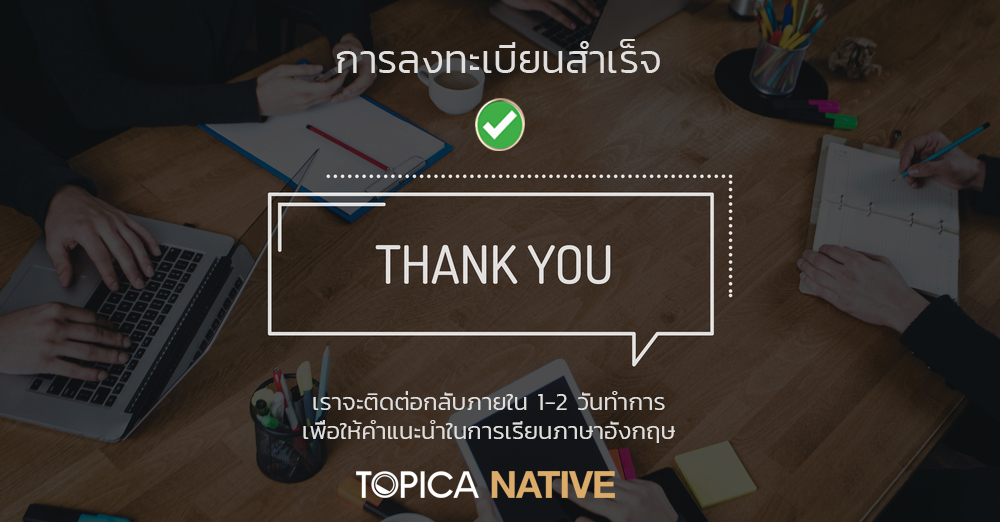 การลงทะเบียนสำเร็จ
THANK YOU
เราจะติดต่อกลับภายใน 1-2 วันทำการ
เพื่อให้คำแนะนำในการเรียนภาษาอังกฤษ
TOPICA NATIVE